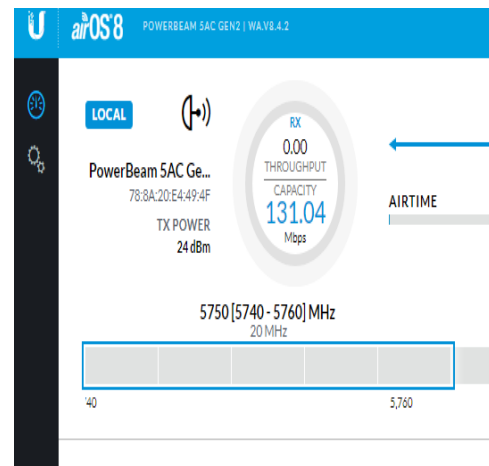 airOS 8 POWERBEAM 5AC GEN2 | WA.V8.4.2
LOCAL
PowerBeam 5AC Ge...
78:8A:20:E4:49:4F
TX POWER
24 dBm
RX
0.00
THROUGHPUT
CAPACITY
131.04
Mbps
AIRTIME
5750 [5740 - 5760] MHz
20 MHz
'40 5,760